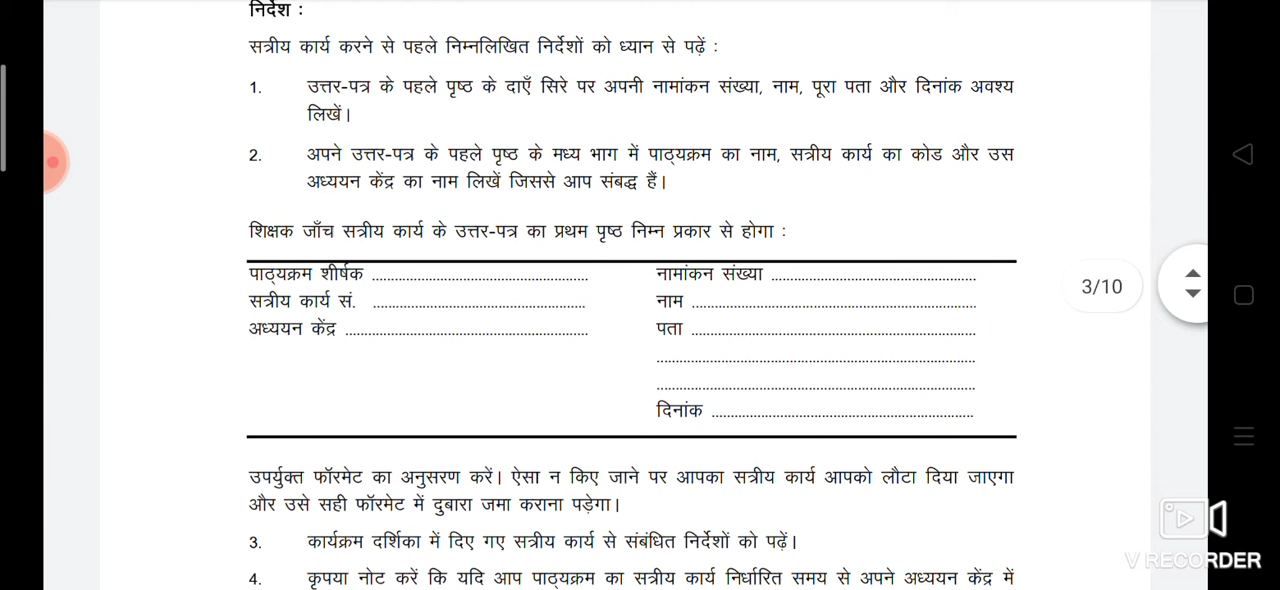 निर्देश :
सत्रीय कार्य करने से पहले निम्नलिखित निर्देशों को ध्यान से पढ़ें :
1. उत्तर-पत्र के पहले पृष्ठ के दाएँ सिरे पर अपनी नामांकन संख्या, नाम, पूरा पता और दिनांक अवश्य
लिखें।
2. अपने उत्तर-पत्र के पहले पृष्ठ के मध्य भाग में पाठ्यक्रम का नाम, सत्रीय कार्य का कोड और उस
अध्ययन केंद्र का नाम लिखें जिससे आप संबद्ध हैं।
शिक्षक जाँच सत्रीय कार्य के उत्तर-पत्र का प्रथम पृष्ठ निम्न प्रकार से होगा :
पाठ्यक्रम शीर्षक ...................................................... नामांकन संख्या ...................................................
सत्रीय कार्य सं. ..................................................... नाम .......................................................................
अध्ययन केंद्र ............................................................. पता .......................................................................
................................................................................
................................................................................
दिनांक .................................................................
3/10
उपर्युक्त फॉरमेट का अनुसरण करें। ऐसा न किए जाने पर आपका सत्रीय कार्य आपको लौटा दिया जाएगा
और उसे सही फॉरमेट में दुबारा जमा कराना पड़ेगा।
3. कार्यक्रम दर्शिका में दिए गए सत्रीय कार्य से संबंधित निर्देशों को पढ़ें।
4. कृपया नोट करें कि यदि आप पाठ्यक्रम का सत्रीय कार्य निर्धारित समय से अपने अध्ययन केंद्र में
V RECORDER